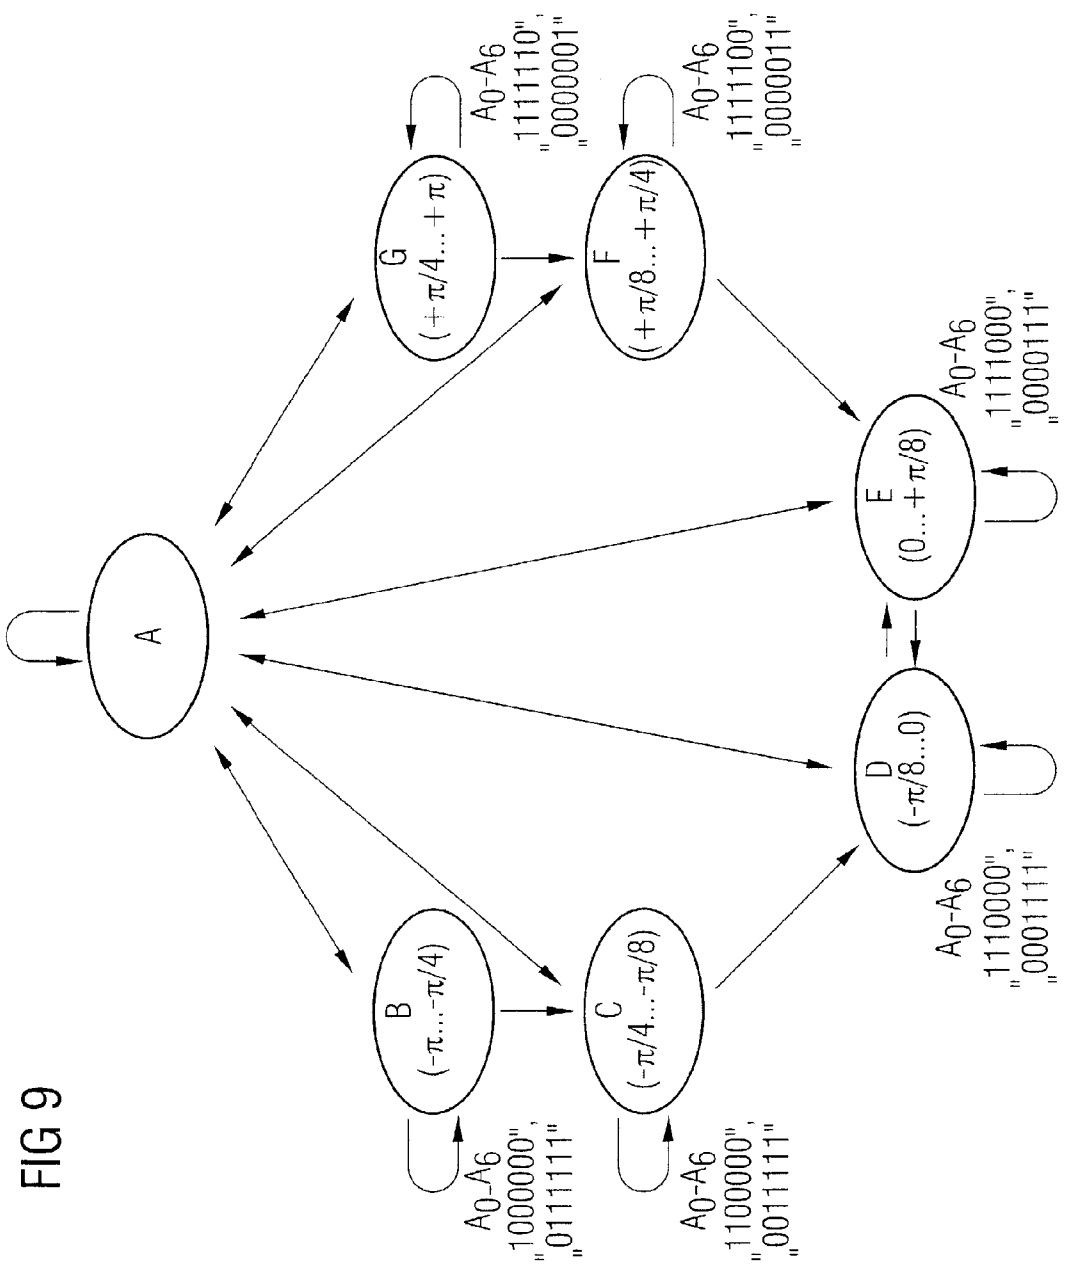 FIG 9
A
B
(-π...-π/4)
A0-A6
"1000000",
"0111111"
C
(-π/4...-π/8)
A0-A6
"1100000",
"0011111"
D
(-π/8...0)
A0-A6
"1110000",
"0001111"
E
(0...+π/8)
A0-A6
"1111000",
"0000111"
F
(+π/8...+π/4)
A0-A6
"1111100",
"0000011"
G
(+π/4...+π)
A0-A6
"1111110",
"0000001"